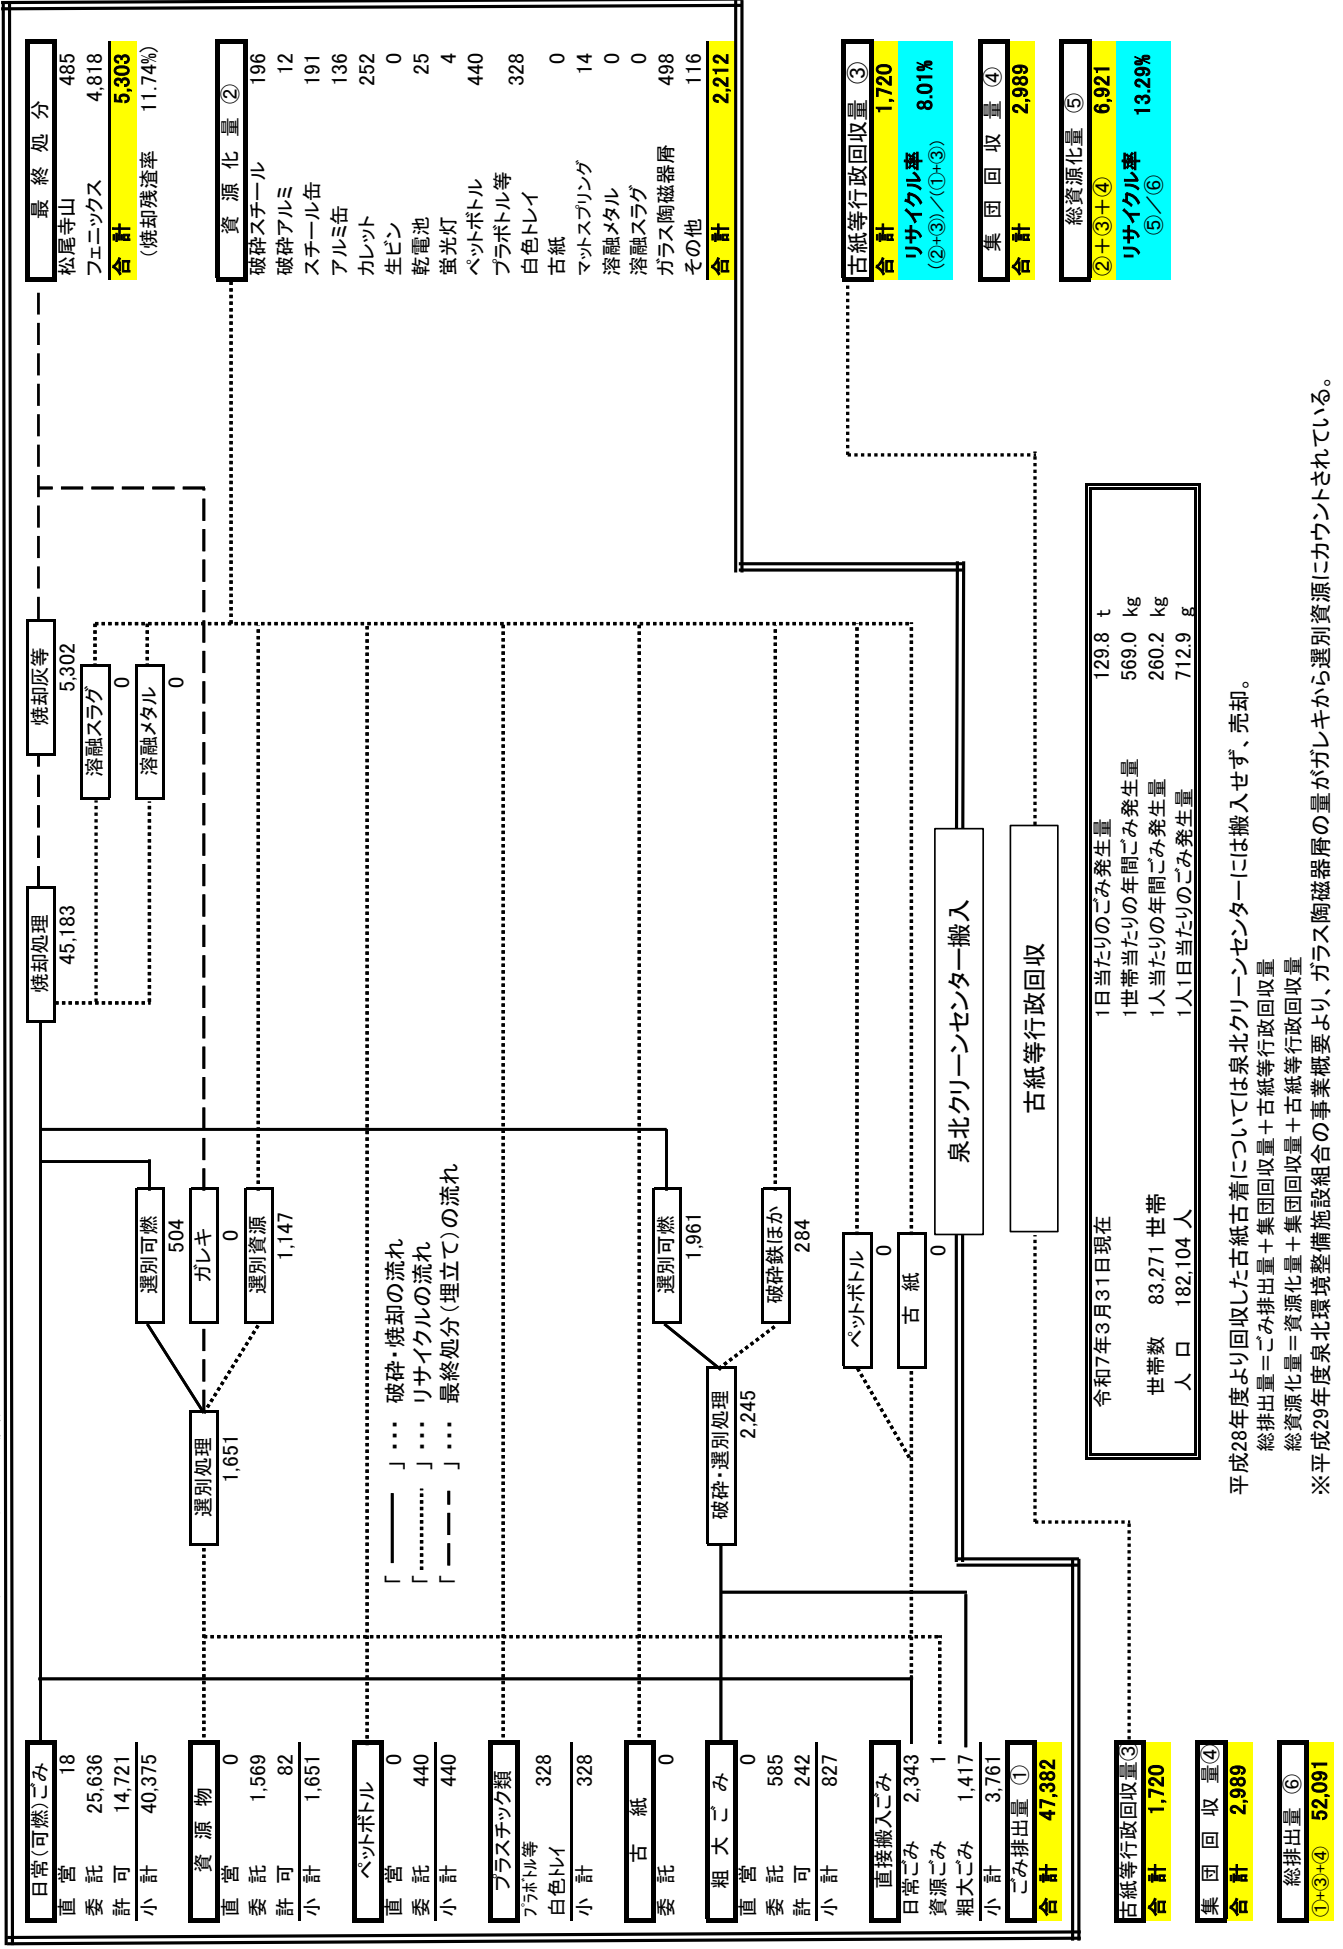 日常(可燃)ごみ
直 営 18
委 託 25,636
許 可 14,721
小 計 40,375
資 源 物
直 営 0
委 託 1,569
許 可 82
小 計 1,651
ペットボトル
直 営 0
委 託 440
小 計 440
プラスチック類
プラボトル等 328
白色トレイ
小 計 328
古 紙
委 託 0
粗 大 ご み
直 営 0
委 託 585
許 可 242
小 計 827
直接搬入ごみ
日常ごみ 2,343
資源ごみ 1
粗大ごみ 1,417
小 計 3,761
ごみ排出量 ①
合 計 47,382
古紙等行政回収量③
合 計 1,720
集 団 回 収 量④
合 計 2,989
総排出量 ⑥
①+③+④ 52,091
選別処理
1,651
選別可燃
504
ガレキ
0
選別資源
1,147
「 ―― 」・・・ 破砕・焼却の流れ
「 ········ 」・・・ リサイクルの流れ
「 ― ― ― 」・・・ 最終処分(埋立て)の流れ
破砕・選別処理
2,245
選別可燃
1,961
破砕鉄ほか
284
ペットボトル
0
古 紙
0
焼却処理
45,183
焼却灰等
5,302
溶融スラグ
0
溶融メタル
0
泉北クリーンセンター搬入
古紙等行政回収
最 終 処 分
松尾寺山 485
フェニックス 4,818
合 計 5,303
(焼却残渣率 11.74%)
資 源 化 量 ②
破砕スチール 196
破砕アルミ 12
スチール缶 191
アルミ缶 136
カレット 252
生ビン 0
乾電池 25
蛍光灯 4
ペットボトル 440
プラボトル等 328
白色トレイ
古紙 0
マットスプリング 14
溶融メタル 0
溶融スラグ 0
ガラス陶磁器屑 498
その他 116
合 計 2,212
古紙等行政回収量 ③
合 計 1,720
リサイクル率 8.01%
(②+③)/(①+③)
集 団 回 収 量 ④
合 計 2,989
総資源化量 ⑤
②+③+④ 6,921
リサイクル率 13.29%
⑤/⑥
令和7年3月31日現在 1日当たりのごみ発生量 129.8 t
1世帯当たりの年間ごみ発生量 569.0 kg
世帯数 83,271 世帯 1人当たりの年間ごみ発生量 260.2 kg
人 口 182,104 人 1人1日当たりのごみ発生量 712.9 g
平成28年度より回収した古紙古着については泉北クリーンセンターには搬入せず、売却。
総排出量=ごみ排出量+集団回収量+古紙等行政回収量
総資源化量=資源化量+集団回収量+古紙等行政回収量
※平成29年度泉北環境整備施設組合の事業概要より、ガラス陶磁器屑の量がガレキから選別資源にカウントされている。